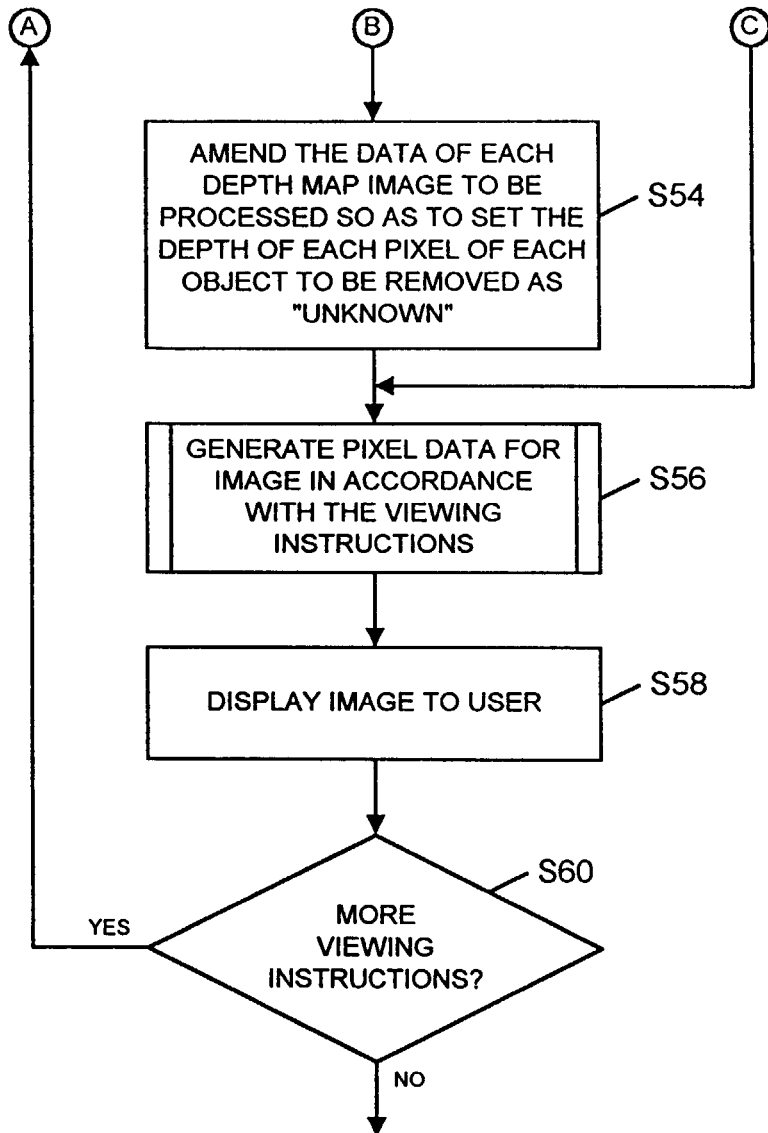 A
B
C
AMEND THE DATA OF EACH
DEPTH MAP IMAGE TO BE
PROCESSED SO AS TO SET THE
DEPTH OF EACH PIXEL OF EACH
OBJECT TO BE REMOVED AS
"UNKNOWN"
S54
GENERATE PIXEL DATA FOR
IMAGE IN ACCORDANCE
WITH THE VIEWING
INSTRUCTIONS
S56
DISPLAY IMAGE TO USER
S58
S60
MORE
VIEWING
INSTRUCTIONS?
YES
NO